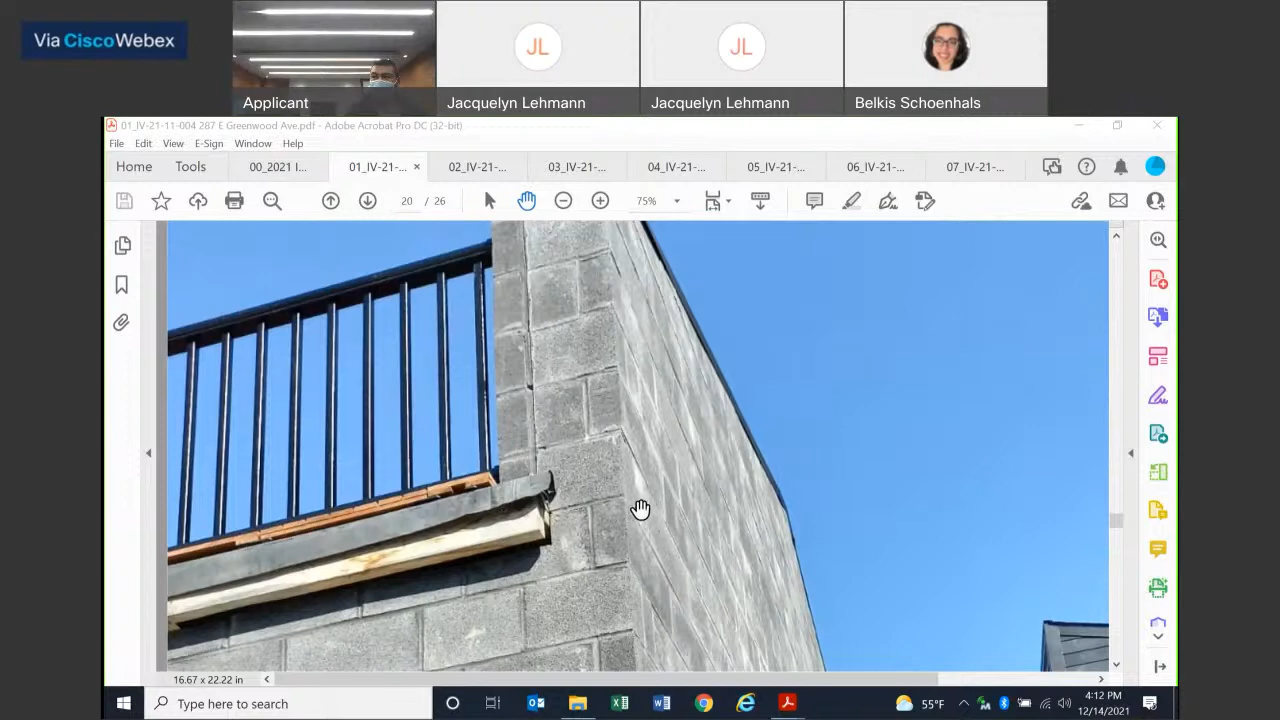 Via Cisco Webex
Applicant
Jacquelyn Lehmann
Jacquelyn Lehmann
Belkis Schoenhals
JL
JL
01_IV-21-11-004 287 E Greenwood Ave.pdf - Adobe Acrobat Pro DC (32-bit)
File Edit View E-Sign Window Help
Home Tools 00_2021 I... 01_IV-21-... × 02_IV-21-... 03_IV-21-... 04_IV-21-... 05_IV-21-... 06_IV-21-... 07_IV-21-...
20 / 26 75%
16.67 x 22.22 in
Type here to search
55°F
4:12 PM
12/14/2021